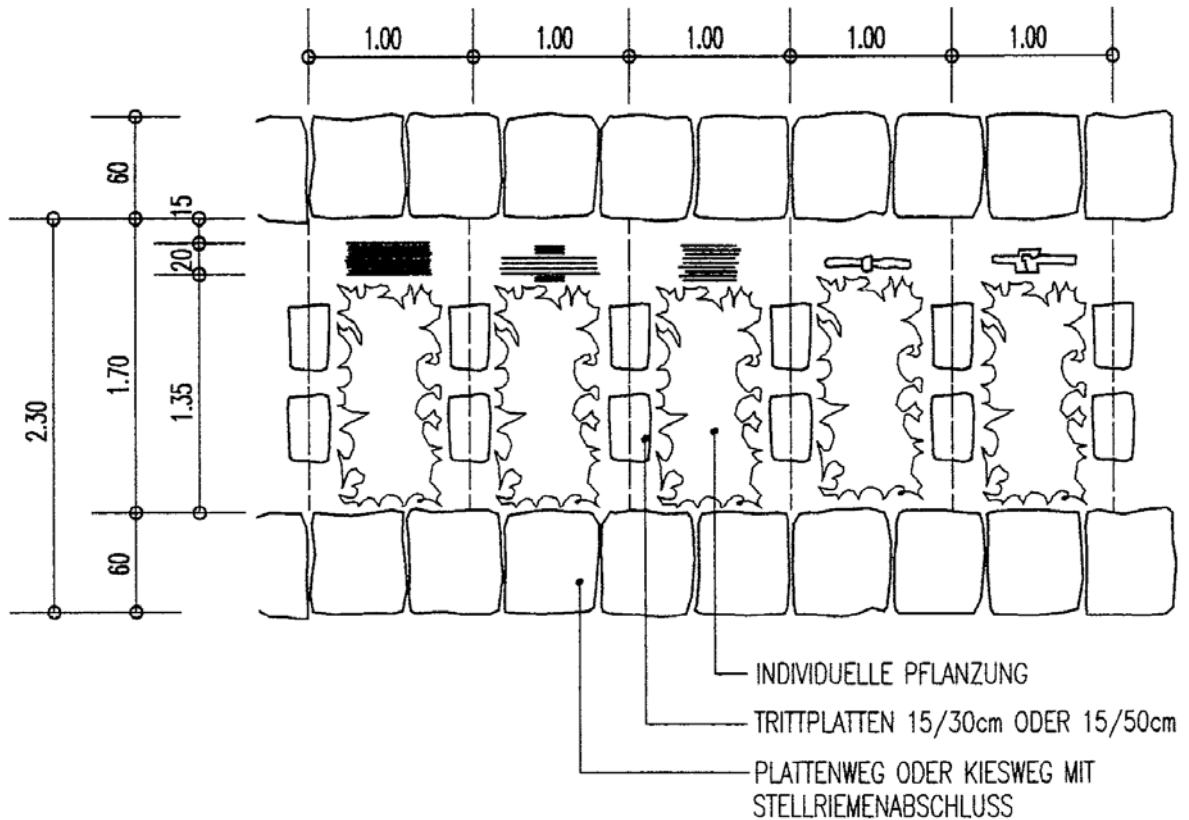 1.00 1.00 1.00 1.00 1.00
60
15
20
2.30
1.70
1.35
60
INDIVIDUELLE PFLANZUNG
TRITTPLATTEN 15/30cm ODER 15/50cm
PLATTENWEG ODER KIESWEG MIT
STELLRIEMENABSCHLUSS